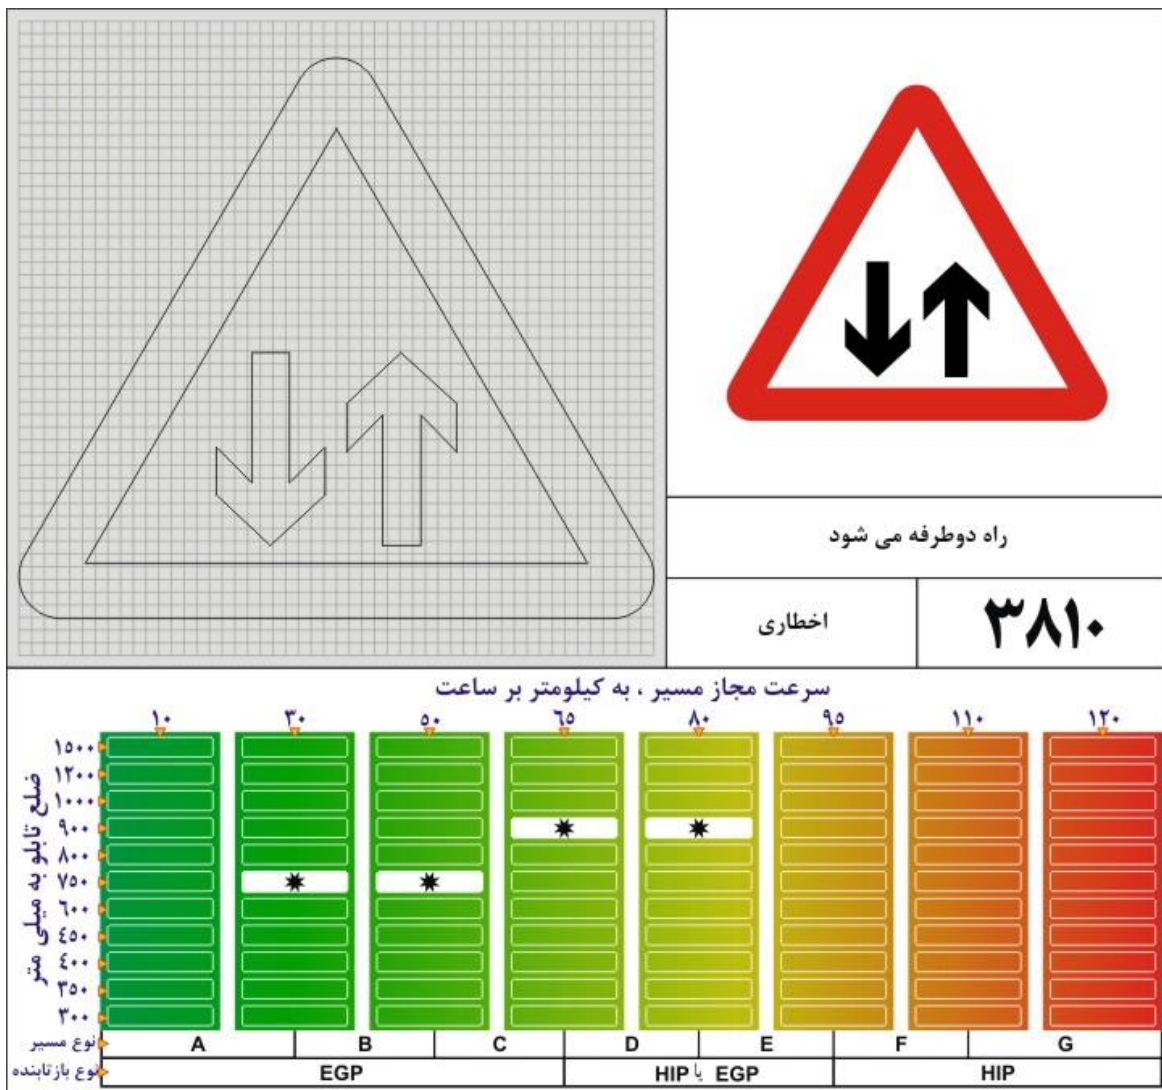 راه دوطرفه می شود
اخطاری
۳۸۱۰
سرعت مجاز مسیر ، به کیلومتر بر ساعت
۱۰ ۳۰ ۵۰ ۶۵ ۸۰ ۹۵ ۱۱۰ ۱۲۰
ضلع تابلو به میلی متر
۱۵۰۰
۱۲۰۰
۱۰۰۰
۹۰۰
۸۰۰
۷۵۰
۶۰۰
۴۵۰
۴۰۰
۳۵۰
۳۰۰
نوع مسیر A B C D E F G
نوع بازتابنده EGP HIP یا EGP HIP